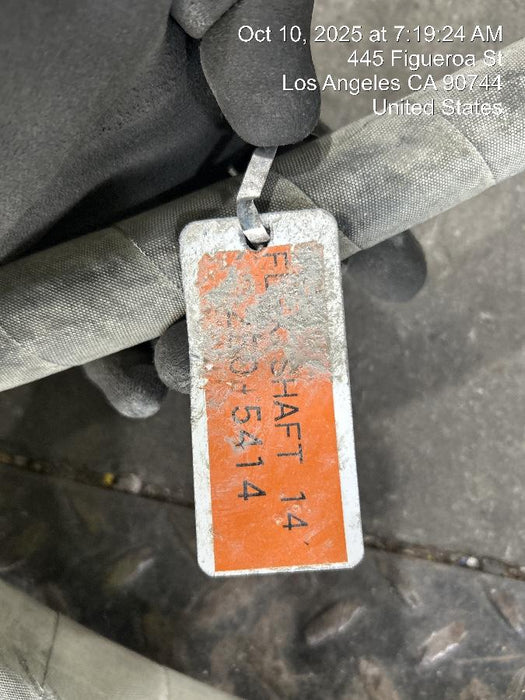 Oct 10, 2025 at 7:19:24 AM
445 Figueroa St
Los Angeles CA 90744
United States
SHAFT 14'
5414